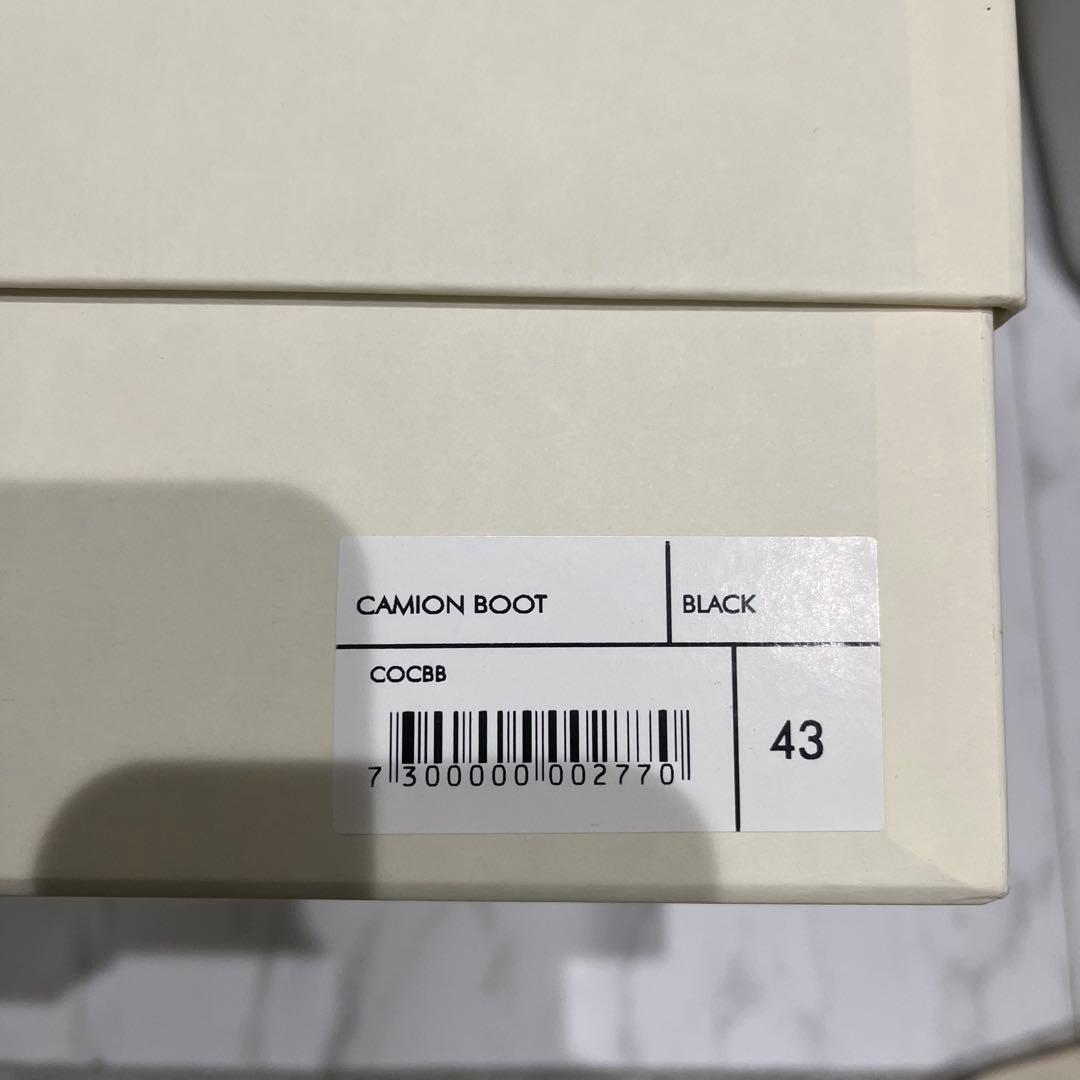 CAMION BOOT
BLACK
COCBB
7 300000 002770
43